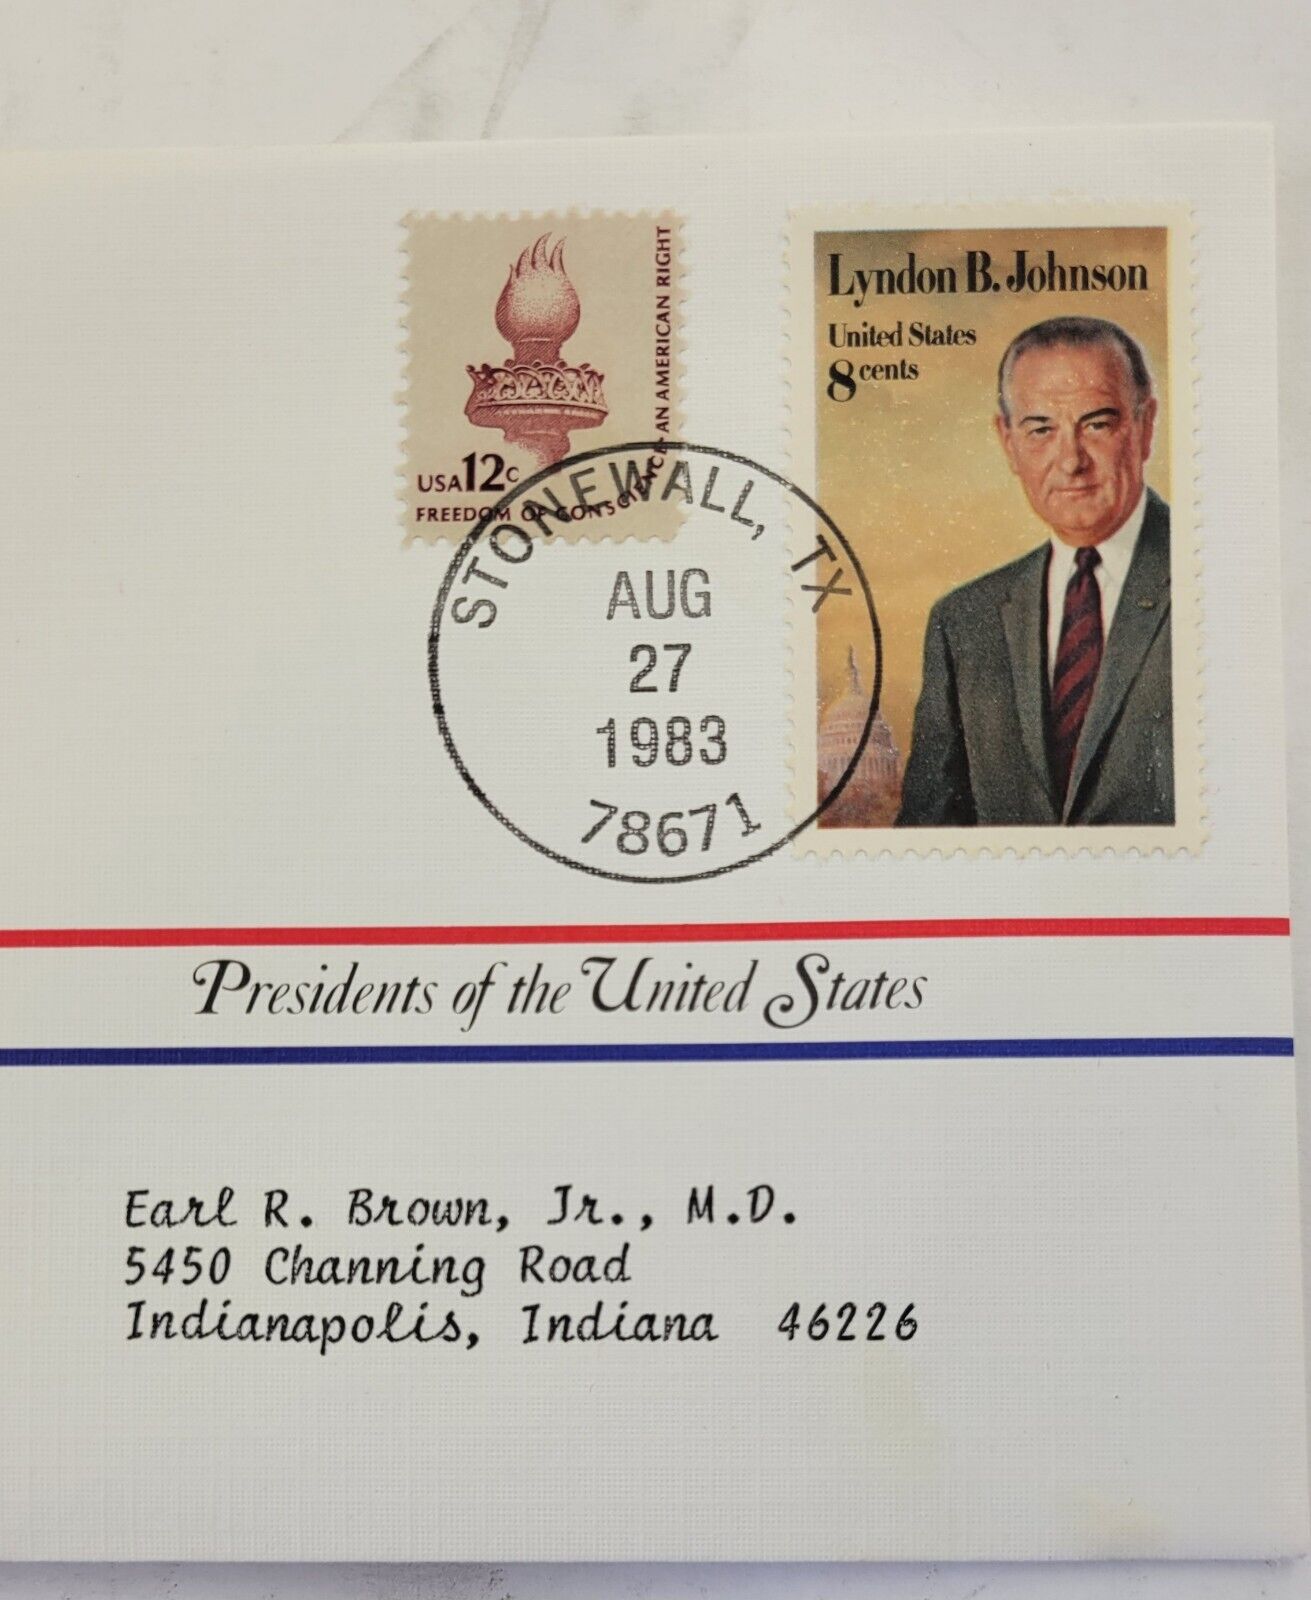 USA 12c
FREEDOM OF CONSCIENCE-AN AMERICAN RIGHT
Lyndon B. Johnson
United States
8 cents
STONEWALL, TX
AUG
27
1983
78671
Presidents of the United States
Earl R. Brown, Jr., M.D.
5450 Channing Road
Indianapolis, Indiana 46226